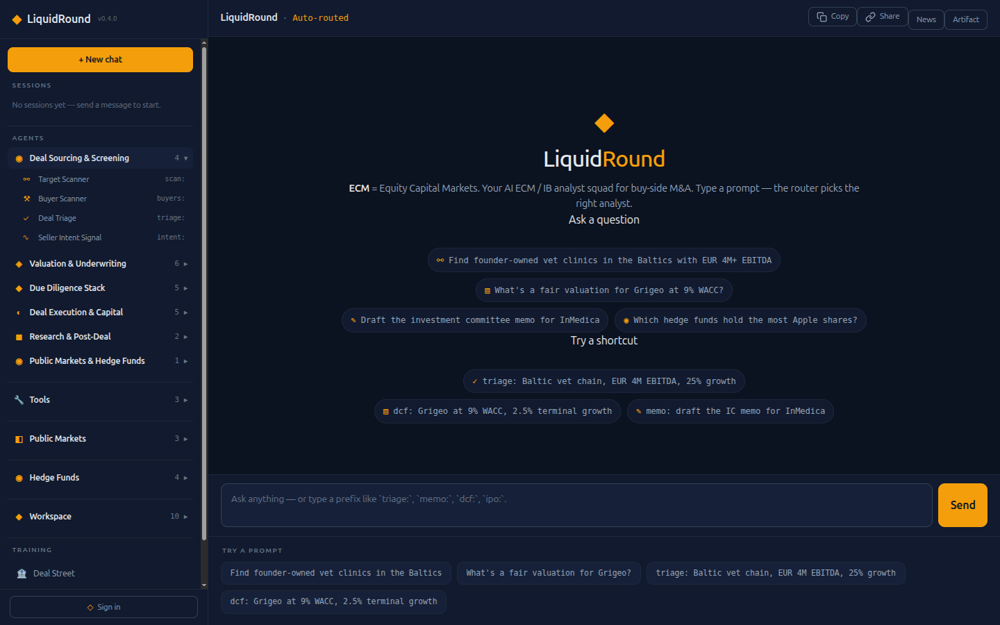 LiquidRound v0.4.0
+ New chat
SESSIONS
No sessions yet — send a message to start.
AGENTS
Deal Sourcing & Screening 4
Target Scanner scan:
Buyer Scanner buyers:
Deal Triage triage:
Seller Intent Signal intent:
Valuation & Underwriting 6
Due Diligence Stack 5
Deal Execution & Capital 5
Research & Post-Deal 2
Public Markets & Hedge Funds 1
Tools 3
Public Markets 3
Hedge Funds 4
Workspace 10
TRAINING
Deal Street
Sign in
LiquidRound · Auto-routed
Copy
Share
News
Artifact
LiquidRound
ECM = Equity Capital Markets. Your AI ECM / IB analyst squad for buy-side M&A. Type a prompt — the router picks the
right analyst.
Ask a question
Find founder-owned vet clinics in the Baltics with EUR 4M+ EBITDA
What's a fair valuation for Grigeo at 9% WACC?
Draft the investment committee memo for InMedica
Which hedge funds hold the most Apple shares?
Try a shortcut
triage: Baltic vet chain, EUR 4M EBITDA, 25% growth
dcf: Grigeo at 9% WACC, 2.5% terminal growth
memo: draft the IC memo for InMedica
Ask anything — or type a prefix like `triage:`, `memo:`, `dcf:`, `ipo:`.
Send
TRY A PROMPT
Find founder-owned vet clinics in the Baltics
What's a fair valuation for Grigeo?
triage: Baltic vet chain, EUR 4M EBITDA, 25% growth
dcf: Grigeo at 9% WACC, 2.5% terminal growth